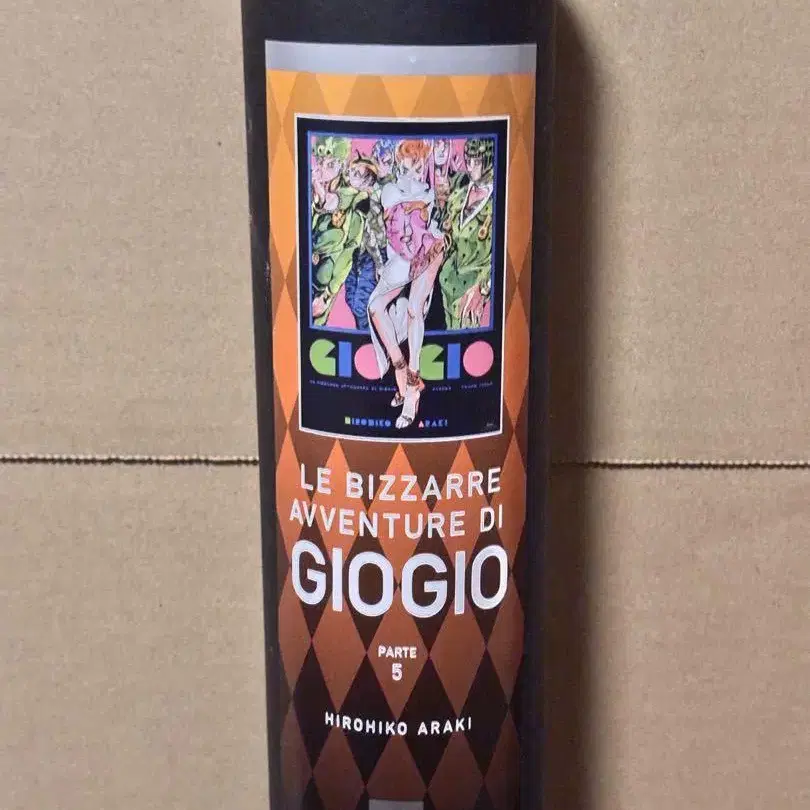 GIOGIO
HIROHIKO ARAKI
LE BIZZARRE
AVVENTURE DI
GIOGIO
PARTE
5
HIROHIKO ARAKI